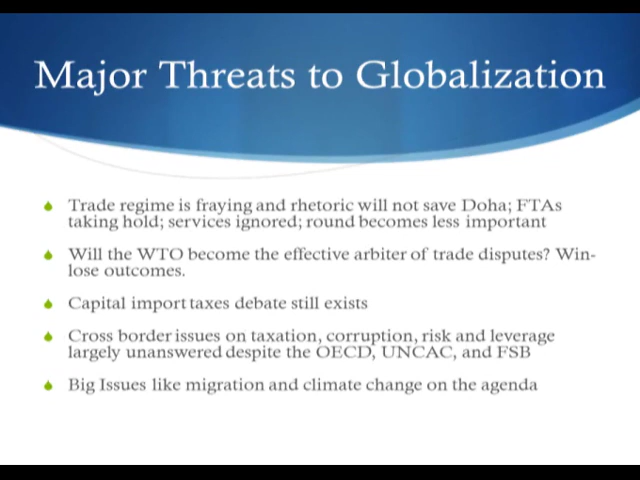 Major Threats to Globalization
Trade regime is fraying and rhetoric will not save Doha; FTAs
taking hold; services ignored; round becomes less important
Will the WTO become the effective arbiter of trade disputes? Win-
lose outcomes.
Capital import taxes debate still exists
Cross border issues on taxation, corruption, risk and leverage
largely unanswered despite the OECD, UNCAC, and FSB
Big Issues like migration and climate change on the agenda